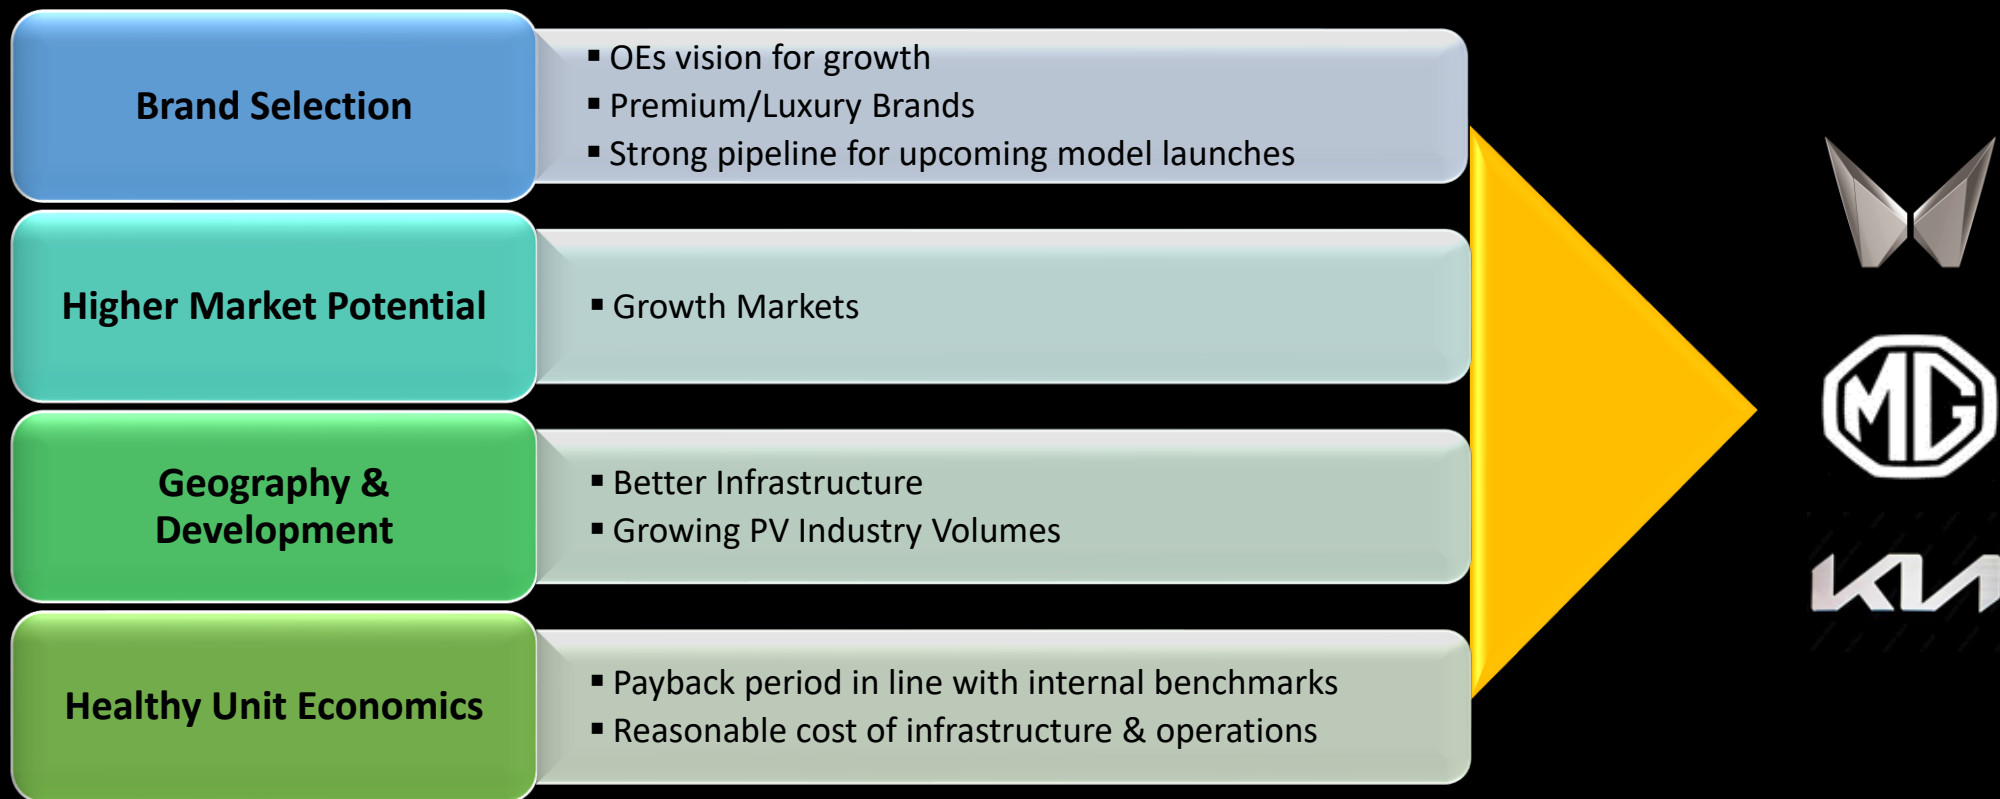 Brand Selection
▪ OEs vision for growth
▪ Premium/Luxury Brands
▪ Strong pipeline for upcoming model launches
Higher Market Potential
▪ Growth Markets
Geography &
Development
▪ Better Infrastructure
▪ Growing PV Industry Volumes
Healthy Unit Economics
▪ Payback period in line with internal benchmarks
▪ Reasonable cost of infrastructure & operations
MG
KIA